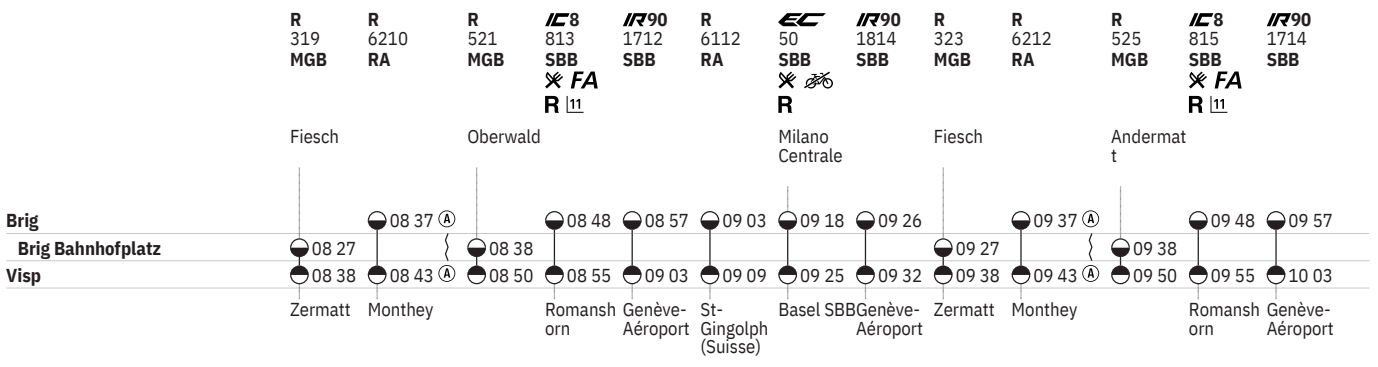 R R R IC8 IR90 R EC IR90 R R R IC8 IR90
319 6210 521 813 1712 6112 50 1814 323 6212 525 815 1714
MGB RA MGB SBB SBB RA SBB SBB MGB RA MGB SBB SBB
FA FA
R 11 R R 11
Fiesch Oberwald Milano Fiesch Andermat
Centrale t
Brig 08 37 A 08 48 08 57 09 03 09 18 09 26 09 37 A 09 48 09 57
Brig Bahnhofplatz 08 27 08 38 09 27 09 38
Visp 08 38 08 43 A 08 50 08 55 09 03 09 09 09 25 09 32 09 38 09 43 A 09 50 09 55 10 03
Zermatt Monthey Romansh Genève- St- Basel SBB Genève- Zermatt Monthey Romansh Genève-
orn Aéroport Gingolph Aéroport orn Aéroport
(Suisse)